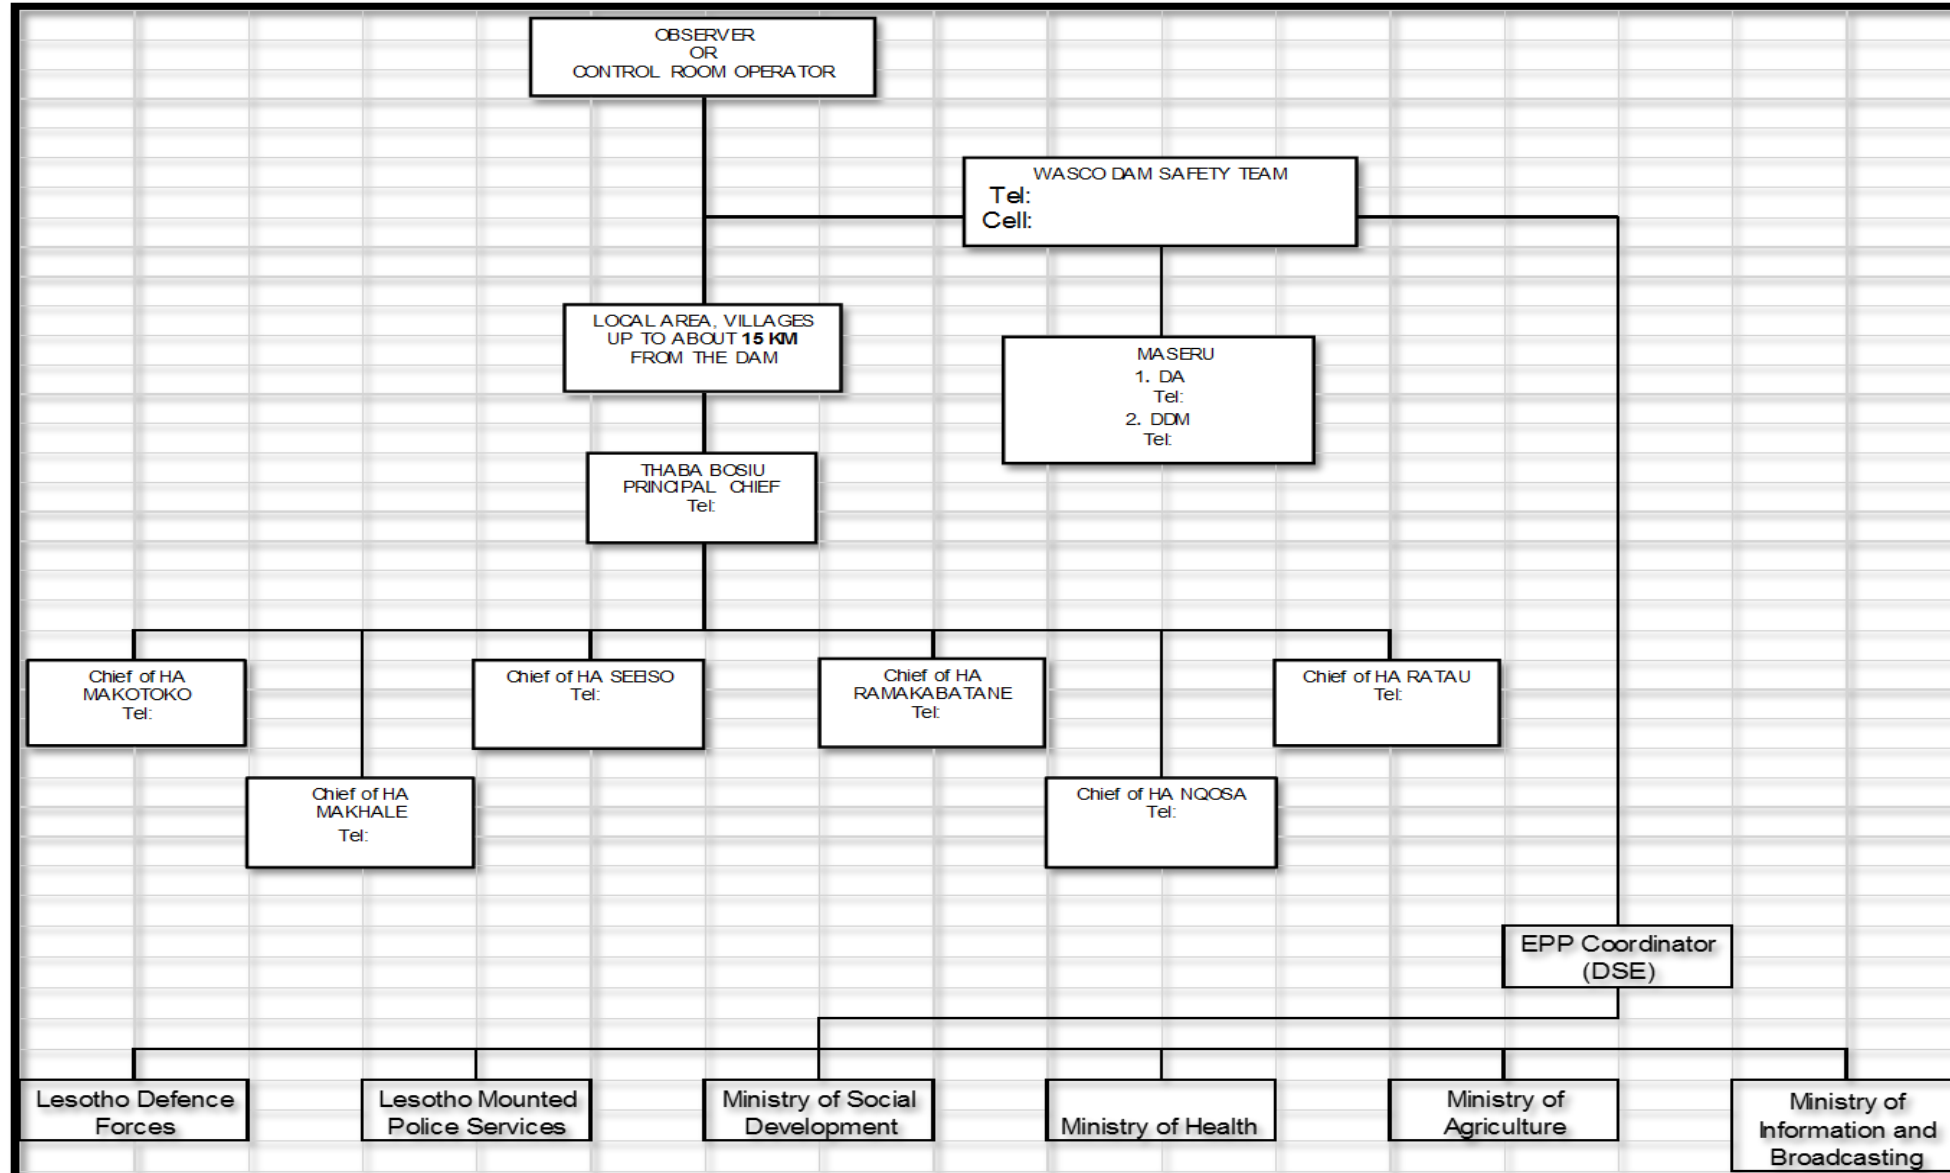 OBSERVER
OR
CONTROL ROOM OPERATOR
WASCO DAM SAFETY TEAM
Tel:
Cell:
LOCAL AREA, VILLAGES
UP TO ABOUT 15 KM
FROM THE DAM
MASERU
1. DA
Tel:
2. DDM
Tel:
THABA BOSIU
PRINCIPAL CHIEF
Tel:
Chief of HA
MAKOTOKO
Tel:
Chief of HA SEEISO
Tel:
Chief of HA
RAMAKABATANE
Tel:
Chief of HA RATAU
Tel:
Chief of HA
MAKHALE
Tel:
Chief of HA NQOSA
Tel:
EPP Coordinator
(DSE)
Lesotho Defence
Forces
Lesotho Mounted
Police Services
Ministry of Social
Development
Ministry of Health
Ministry of
Agriculture
Ministry of
Information and
Broadcasting